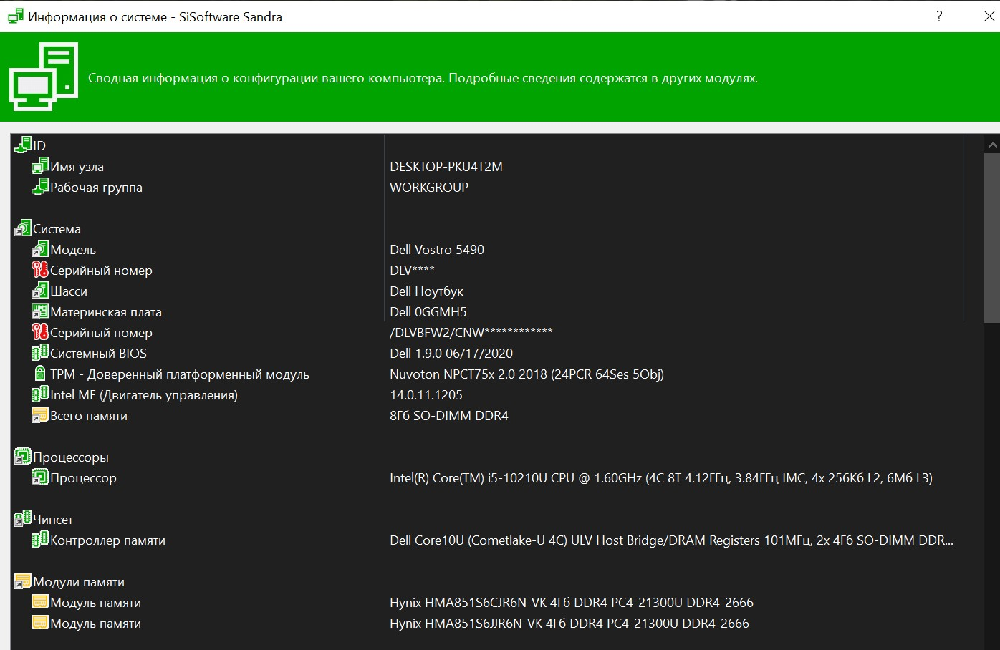 Информация о системе - SiSoftware Sandra ?
Сводная информация о конфигурации вашего компьютера. Подробные сведения содержатся в других модулях.
ID
Имя узла DESKTOP-PKU4T2M
Рабочая группа WORKGROUP
Система
Модель Dell Vostro 5490
Серийный номер DLV****
Шасси Dell Ноутбук
Материнская плата Dell 0GGMH5
Серийный номер /DLVBFW2/CNW************
Системный BIOS Dell 1.9.0 06/17/2020
TPM - Доверенный платформенный модуль Nuvoton NPCT75x 2.0 2018 (24PCR 64Ses 5Obj)
Intel ME (Двигатель управления) 14.0.11.1205
Всего памяти 8Гб SO-DIMM DDR4
Процессоры
Процессор Intel(R) Core(TM) i5-10210U CPU @ 1.60GHz (4C 8T 4.12ГГц, 3.84ГГц IMC, 4x 256Кб L2, 6Мб L3)
Чипсет
Контроллер памяти Dell Core10U (Cometlake-U 4C) ULV Host Bridge/DRAM Registers 101МГц, 2x 4Гб SO-DIMM DDR...
Модули памяти
Модуль памяти Hynix HMA851S6CJR6N-VK 4Гб DDR4 PC4-21300U DDR4-2666
Модуль памяти Hynix HMA851S6JJR6N-VK 4Гб DDR4 PC4-21300U DDR4-2666